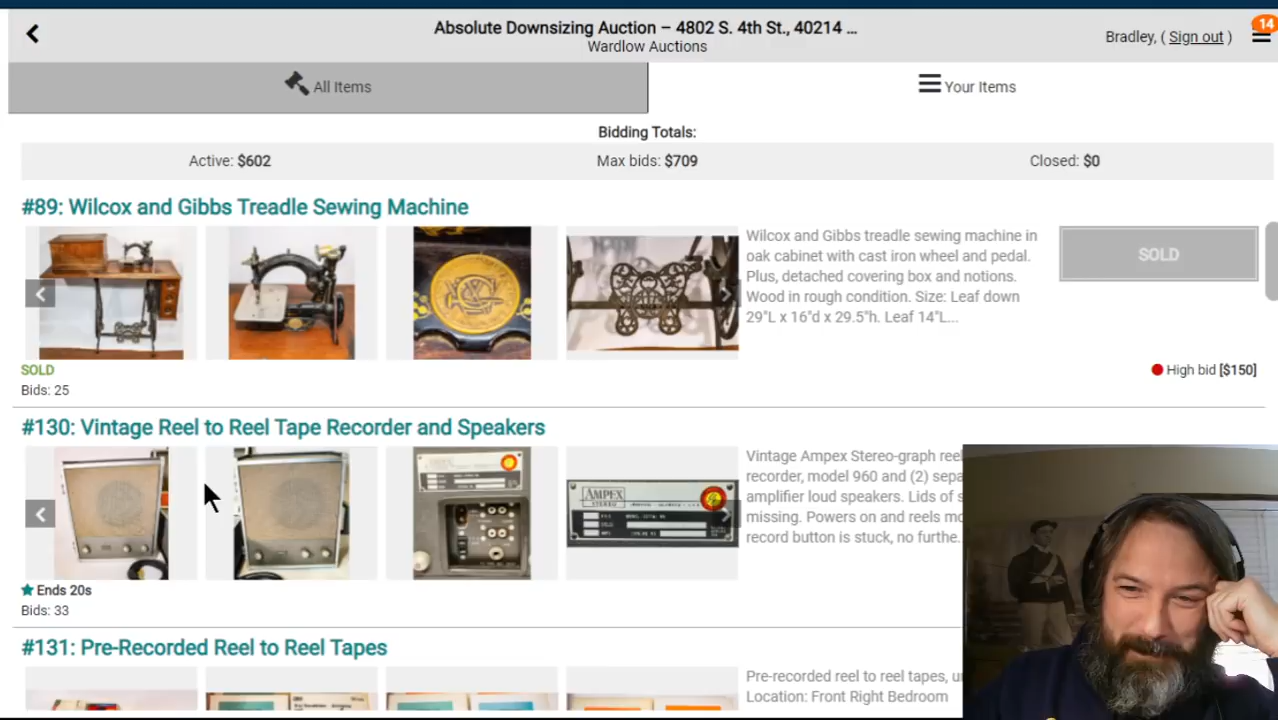 Absolute Downsizing Auction – 4802 S. 4th St., 40214 ...
Wardlow Auctions
Bradley, ( Sign out )
14
All Items
Your Items
Bidding Totals:
Active: $602
Max bids: $709
Closed: $0
#89: Wilcox and Gibbs Treadle Sewing Machine
Wilcox and Gibbs treadle sewing machine in
oak cabinet with cast iron wheel and pedal.
Plus, detached covering box and notions.
Wood in rough condition. Size: Leaf down
29"L x 16"d x 29.5"h. Leaf 14"L...
SOLD
SOLD
Bids: 25
High bid [$150]
#130: Vintage Reel to Reel Tape Recorder and Speakers
Vintage Ampex Stereo-graph reel
recorder, model 960 and (2) sepa
amplifier loud speakers. Lids of s
missing. Powers on and reels mo
record button is stuck, no furthe.
AMPEX
STEREO
Ends 20s
Bids: 33
#131: Pre-Recorded Reel to Reel Tapes
Pre-recorded reel to reel tapes, u
Location: Front Right Bedroom